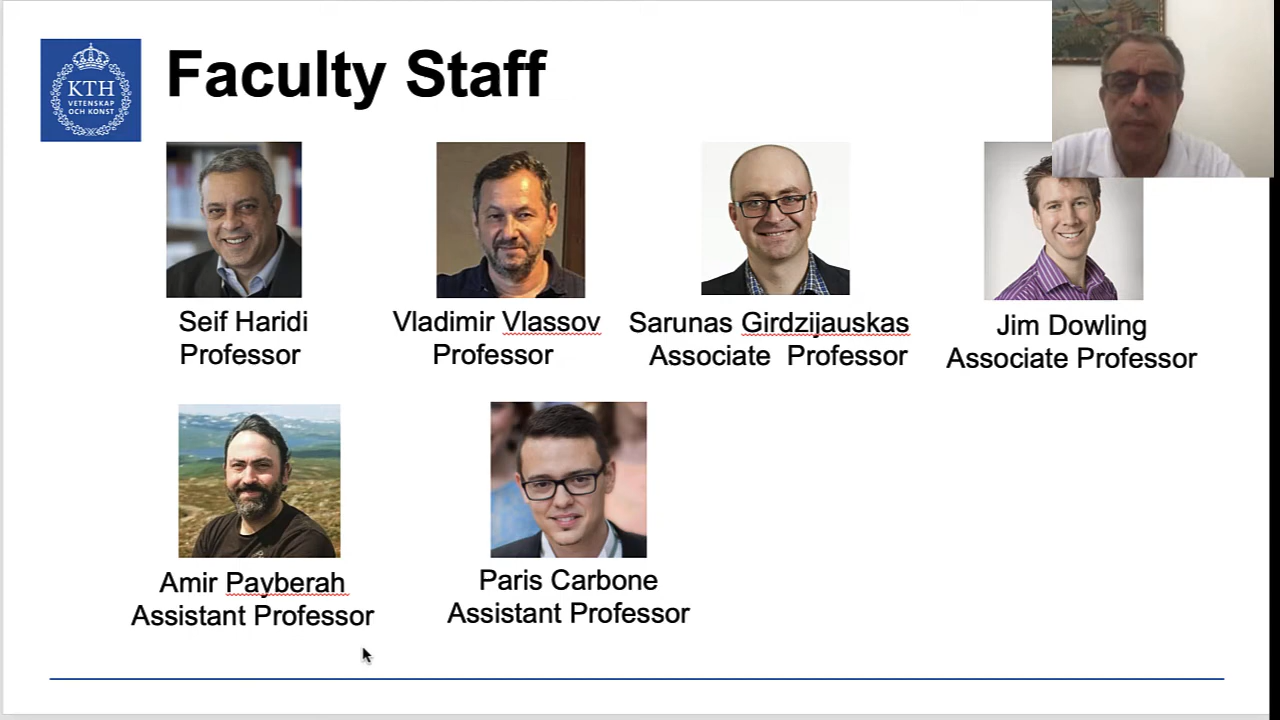 KTH
VETENSKAP
OCH KONST
Faculty Staff
Seif Haridi
Professor
Vladimir Vlassov
Professor
Sarunas Girdzijauskas
Associate Professor
Jim Dowling
Associate Professor
Amir Payberah
Assistant Professor
Paris Carbone
Assistant Professor